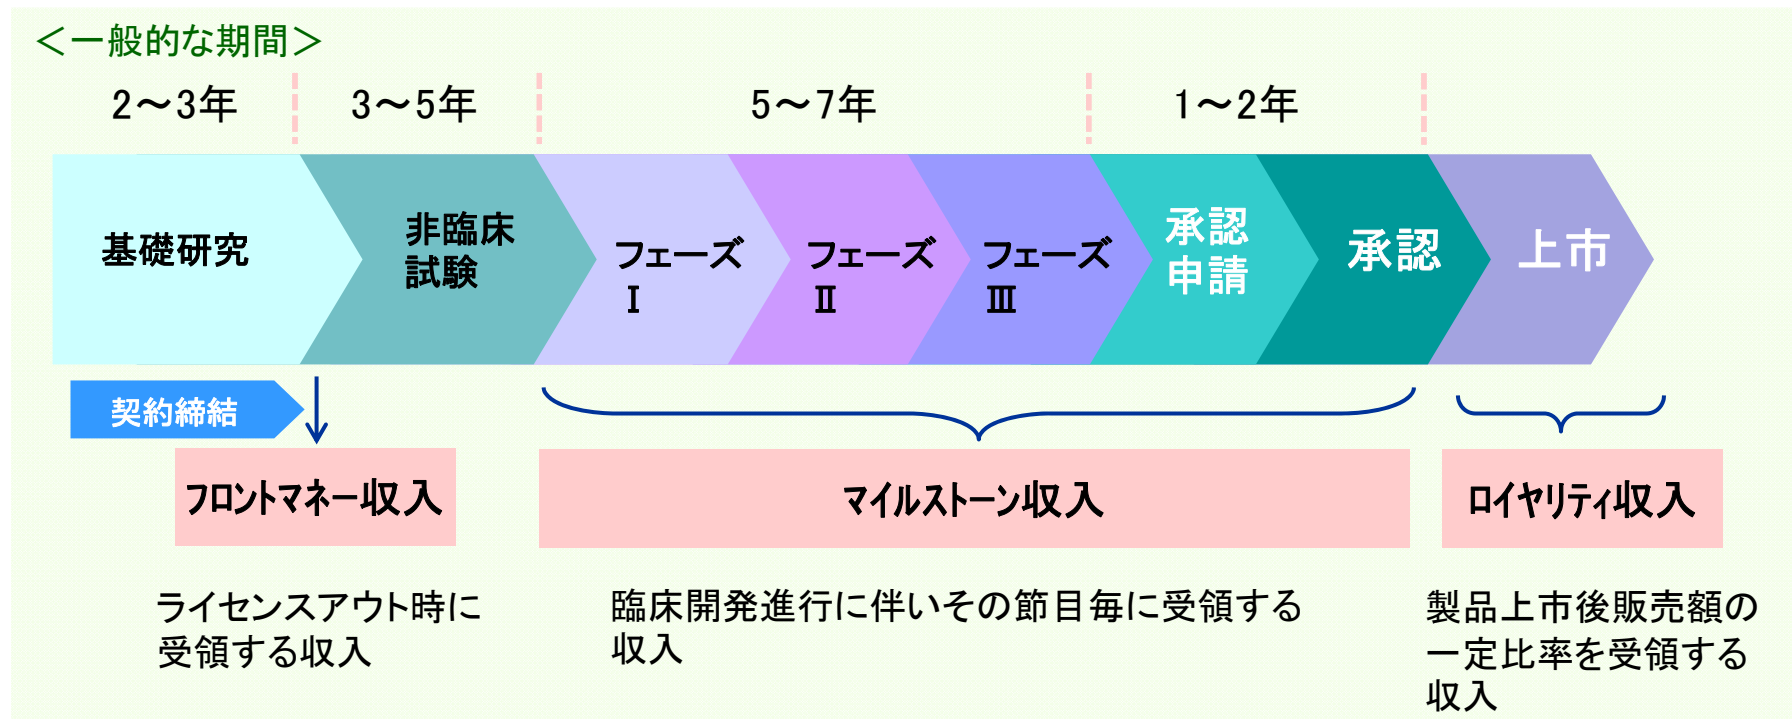 ＜一般的な期間＞
2～3年
3～5年
5～7年
1～2年
基礎研究
非臨床
試験
フェーズ
Ⅰ
フェーズ
Ⅱ
フェーズ
Ⅲ
承認
申請
承認
上市
契約締結
フロントマネー収入
マイルストーン収入
ロイヤリティ収入
ライセンスアウト時に
受領する収入
臨床開発進行に伴いその節目毎に受領する
収入
製品上市後販売額の
一定比率を受領する
収入